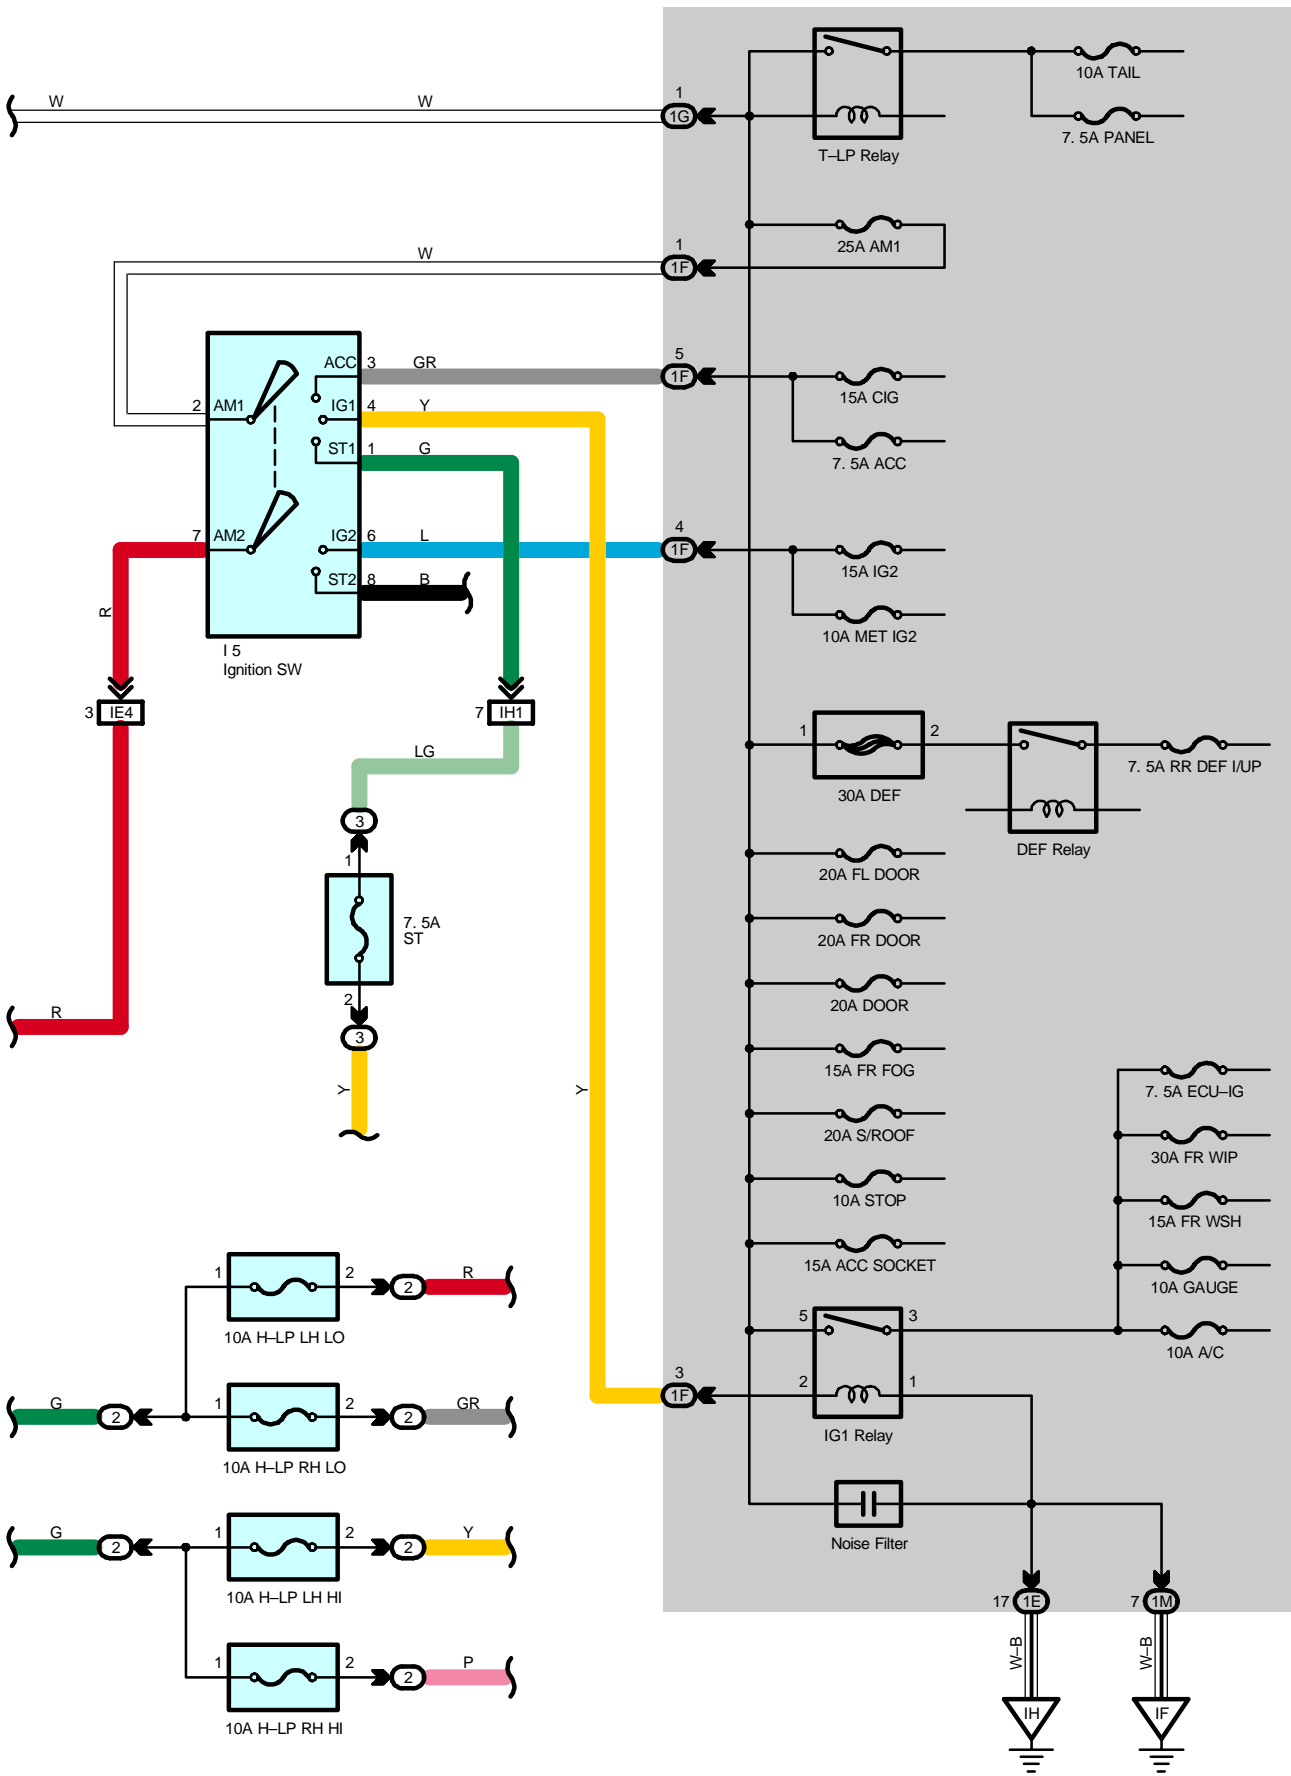 W W 1
1G
10A TAIL
7. 5A PANEL
T–LP Relay
W 1
1F
25A AM1
ACC 3 GR 5
1F
15A CIG
2 AM1 IG1 4 Y
ST1 1 G
7. 5A ACC
7 AM2 IG2 6 L 4
1F
15A IG2
ST2 8 B
R
10A MET IG2
I 5
Ignition SW
3 IE4
7 IH1
LG
1 2
30A DEF
7. 5A RR DEF I/UP
DEF Relay
3
1
20A FL DOOR
7. 5A
ST
20A FR DOOR
2
3
20A DOOR
R
15A FR FOG
Y
Y
7. 5A ECU–IG
20A S/ROOF
30A FR WIP
10A STOP
15A FR WSH
15A ACC SOCKET
10A GAUGE
1 2 2 R
10A H–LP LH LO
5 3
10A A/C
3
1F
2 1
IG1 Relay
G 2 1 2 2 GR
10A H–LP RH LO
Noise Filter
G 2 1 2 2 Y
10A H–LP LH HI
17 1E
7 1M
W–B
W–B
1 2 2 P
10A H–LP RH HI
IH
IF